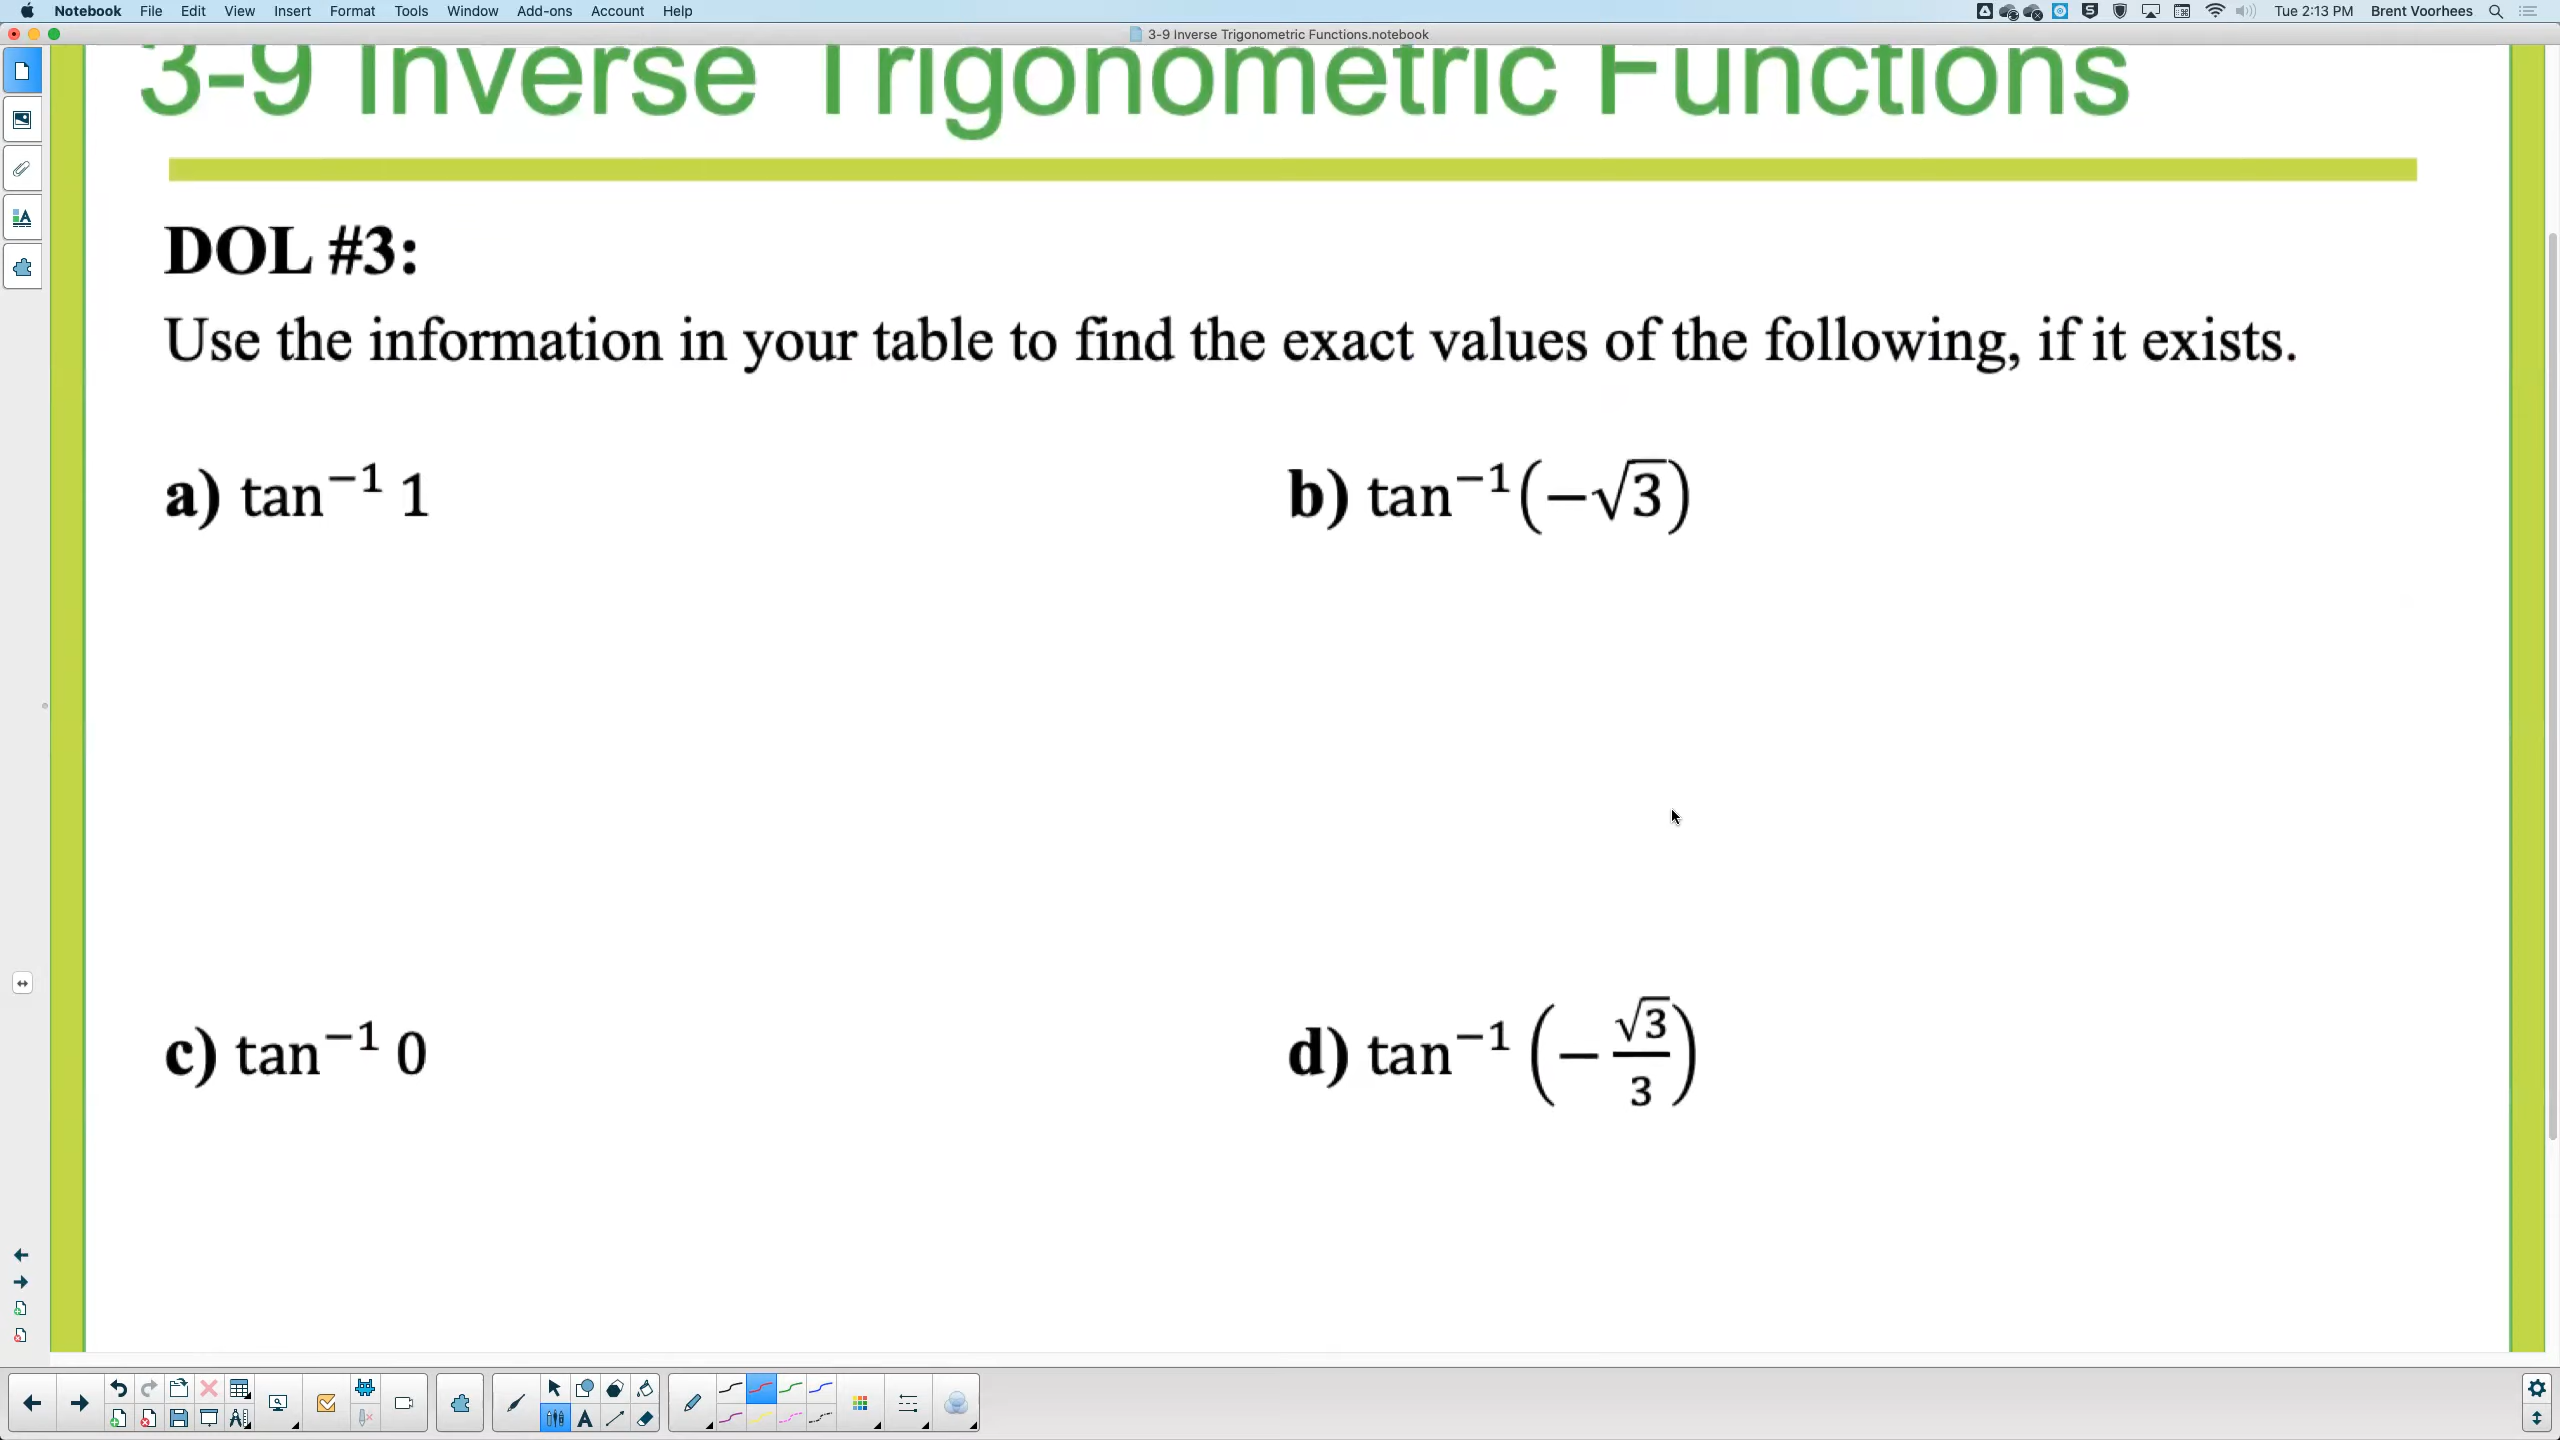 Notebook File Edit View Insert Format Tools Window Add-ons Account Help Tue 2:13 PM Brent Voorhees
3-9 Inverse Trigonometric Functions.notebook
3-9 Inverse Trigonometric Functions
DOL #3:
Use the information in your table to find the exact values of the following, if it exists.
a) tan⁻¹ 1
b) tan⁻¹(−√3)
c) tan⁻¹ 0
d) tan⁻¹ (−√3/3)